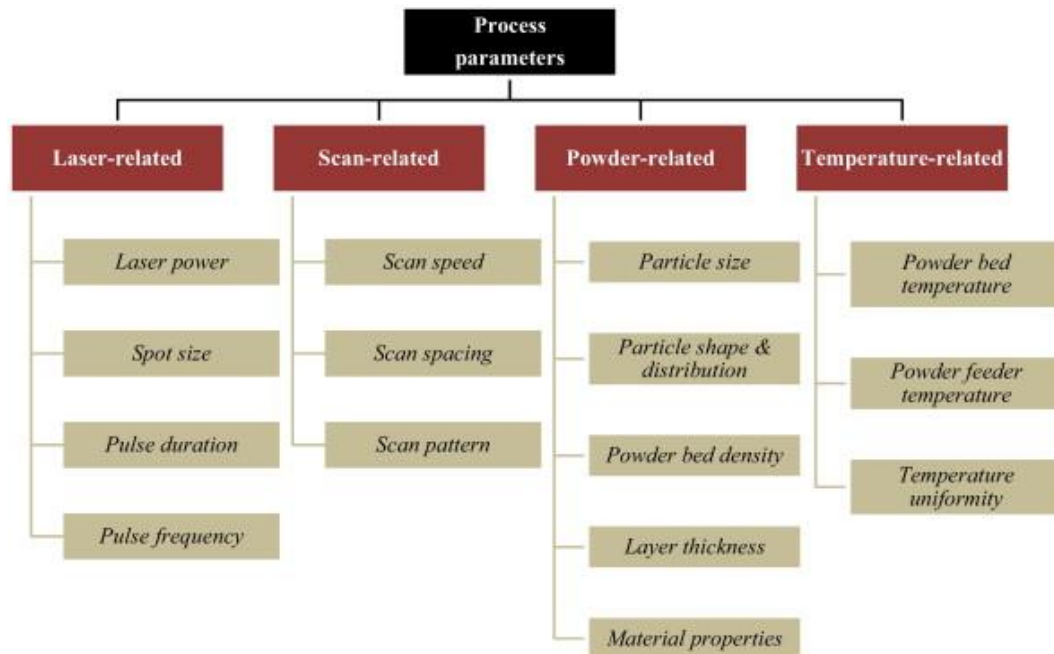 Process
parameters
Laser-related
Scan-related
Powder-related
Temperature-related
Laser power
Spot size
Pulse duration
Pulse frequency
Scan speed
Scan spacing
Scan pattern
Particle size
Particle shape &
distribution
Powder bed density
Layer thickness
Material properties
Powder bed
temperature
Powder feeder
temperature
Temperature
uniformity